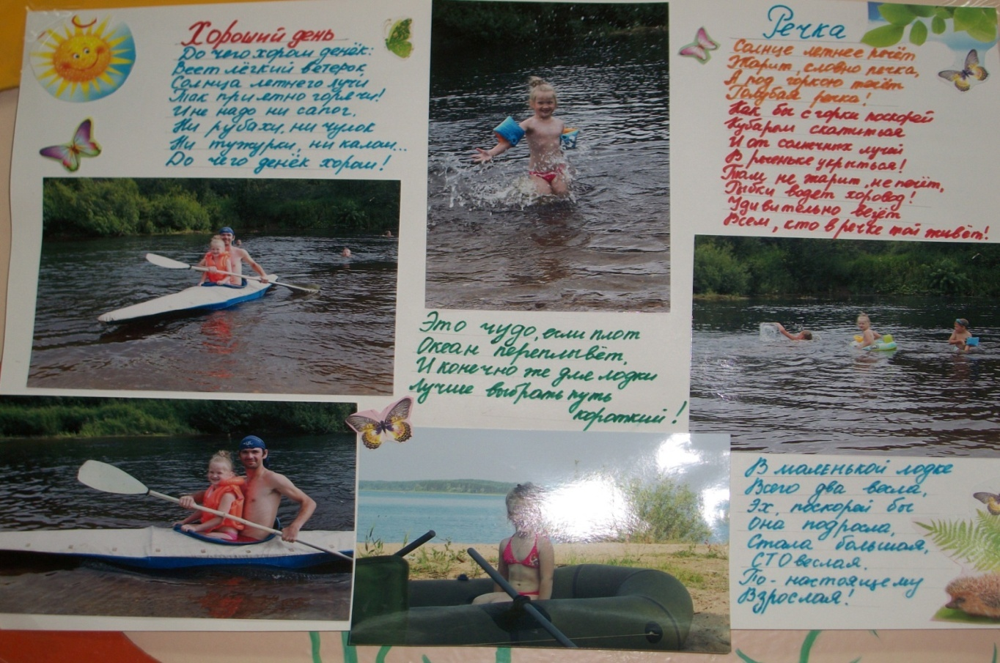 Хороший день
До чего хорош денёк:
Веет лёгкий ветерок,
Солнца летнего лучи
Так приятно горячи!
И не надо ни сапог,
Ни рубахи, ни чулок
Ни тужурки, ни калош...
До чего денёк хорош!
Это чудо, если плот
Океан переплывёт,
И конечно же для лодки
Лучше выбрать путь
короткий!
Речка
Солнце летнее печёт
Жарит, словно печка,
А под горкою течёт
Голубая речка!
Как бы с горки поскорей
Кубарем скатиться
И от солнечных лучей
В реченьке укрыться!
Там не жарит, не печёт,
Рыбки водят хоровод!
Удивительно везёт
Всем, кто в речке той живёт!
В маленькой лодке
Всего два весла,
Эх, поскорей бы
Она подросла,
Стала большая,
СТОвеслая.
По-настоящему
Взрослая!